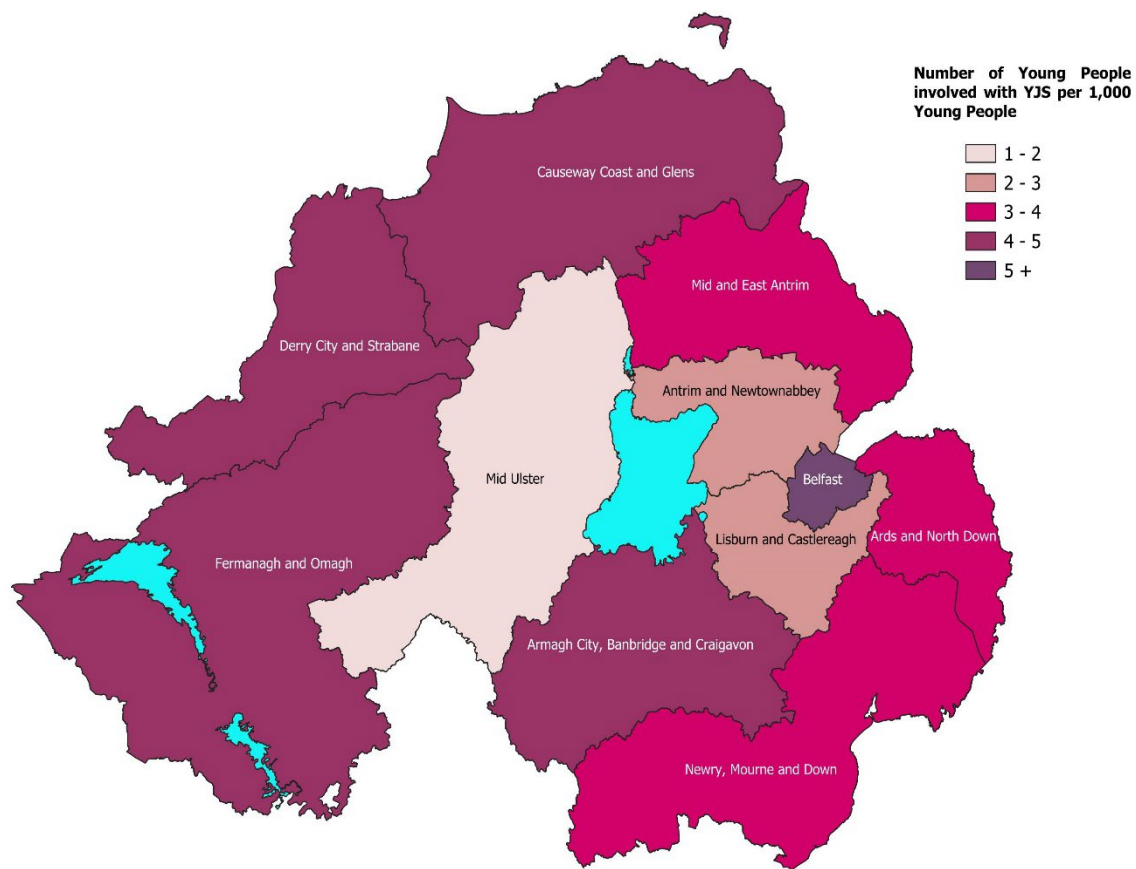 Number of Young People
involved with YJS per 1,000
Young People
1 - 2
2 - 3
3 - 4
4 - 5
5 +
Causeway Coast and Glens
Mid and East Antrim
Derry City and Strabane
Antrim and Newtownabbey
Mid Ulster
Belfast
Lisburn and Castlereagh
Ards and North Down
Fermanagh and Omagh
Armagh City, Banbridge and Craigavon
Newry, Mourne and Down